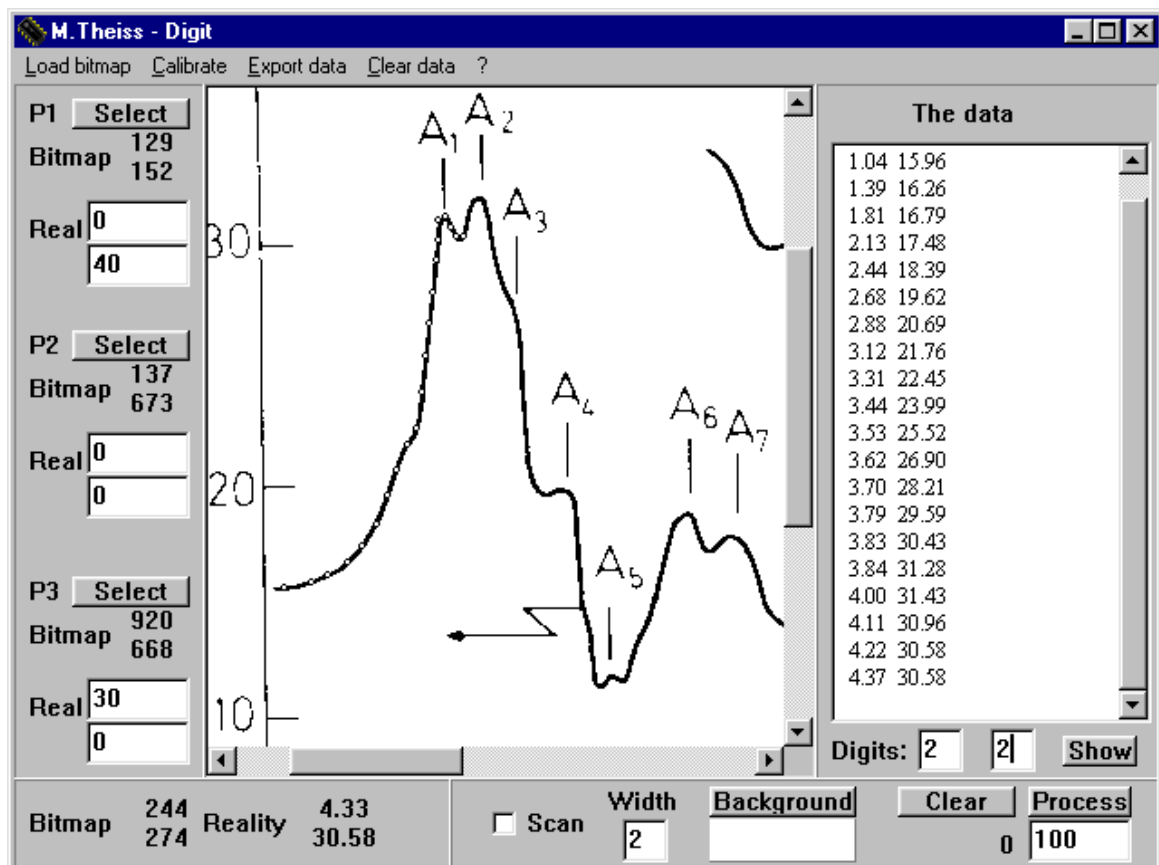 M.Theiss - Digit
Load bitmap Calibrate Export data Clear data ?
P1 Select
Bitmap 129
152
Real 0
40
P2 Select
Bitmap 137
673
Real 0
0
P3 Select
Bitmap 920
668
Real 30
0
A1
A2
A3
A4
A5
A6
A7
30
20
10
The data
1.04 15.96
1.39 16.26
1.81 16.79
2.13 17.48
2.44 18.39
2.68 19.62
2.88 20.69
3.12 21.76
3.31 22.45
3.44 23.99
3.53 25.52
3.62 26.90
3.70 28.21
3.79 29.59
3.83 30.43
3.84 31.28
4.00 31.43
4.11 30.96
4.22 30.58
4.37 30.58
Digits: 2 2 Show
Bitmap 244
274
Reality 4.33
30.58
Scan
Width
2
Background
Clear Process
0 100